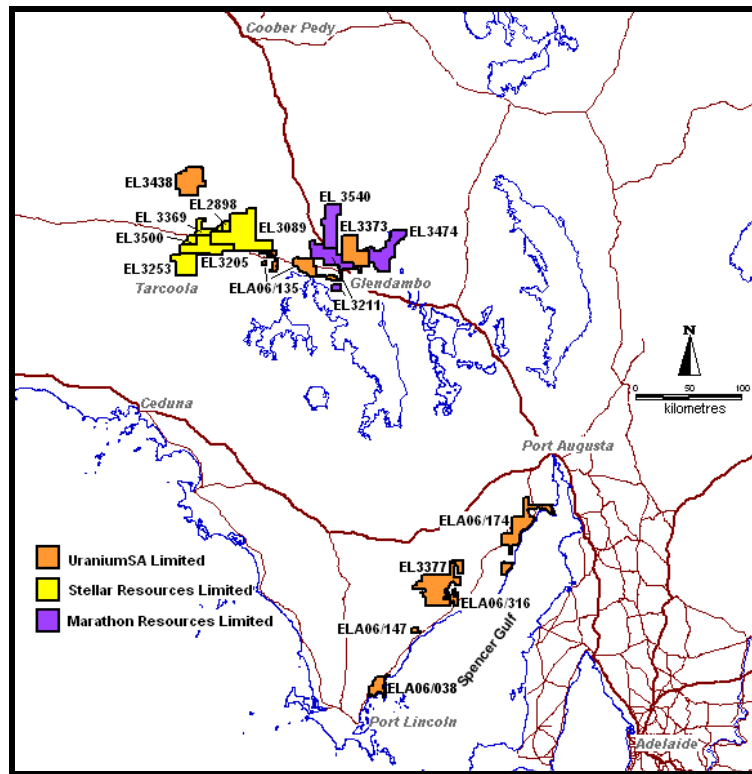 Coober Pedy
EL3438
EL2898
EL 3540
EL 3369
EL3089
EL3373
EL3474
EL3500
EL3253
EL3205
ELA06/135
Tarcoola
Glendambo
EL3211
N
0 50 100
kilometres
Ceduna
Port Augusta
ELA06/174
UraniumSA Limited
EL3377
Stellar Resources Limited
ELA06/316
Marathon Resources Limited
ELA06/147
Spencer Gulf
ELA06/038
Port Lincoln
Adelaide